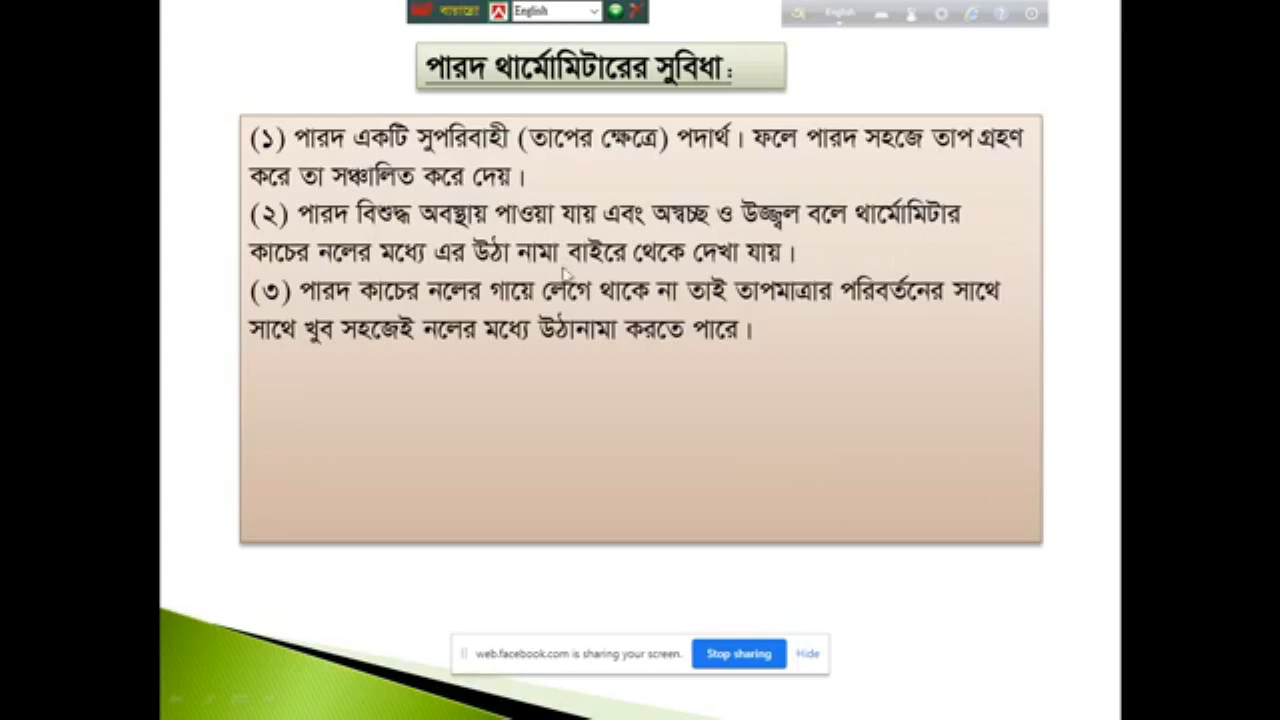 বায়ান্নো English English
পারদ থার্মোমিটারের সুবিধা :
(১) পারদ একটি সুপরিবাহী (তাপের ক্ষেত্রে) পদার্থ। ফলে পারদ সহজে তাপ গ্রহণ
করে তা সঞ্চালিত করে দেয়।
(২) পারদ বিশুদ্ধ অবস্থায় পাওয়া যায় এবং অস্বচ্ছ ও উজ্জ্বল বলে থার্মোমিটার
কাচের নলের মধ্যে এর উঠা নামা বাইরে থেকে দেখা যায়।
(৩) পারদ কাচের নলের গায়ে লেগে থাকে না তাই তাপমাত্রার পরিবর্তনের সাথে
সাথে খুব সহজেই নলের মধ্যে উঠানামা করতে পারে।
web.facebook.com is sharing your screen. Stop sharing Hide